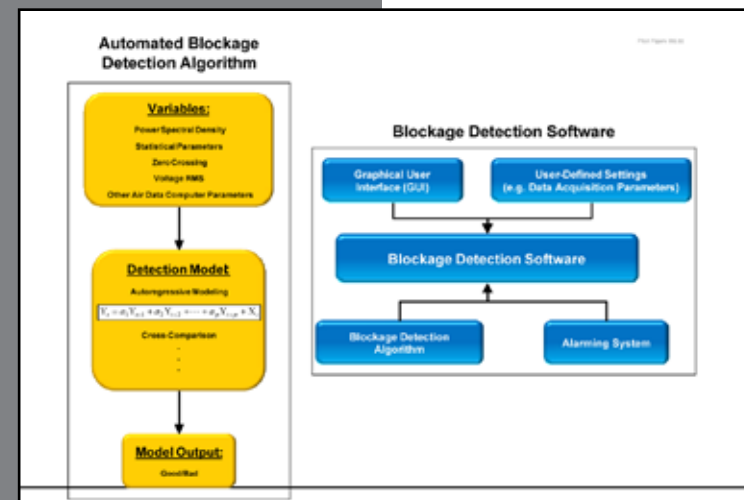 Automated Blockage
Detection Algorithm
Variables:
Power Spectral Density
Statistical Parameters
Zero Crossing
Voltage RMS
Other Air Data Computer Parameters
Detection Model:
Autoregressive Modeling
Cross-Comparison
.
.
.
Model Output:
Good/Bad
Blockage Detection Software
Graphical User
Interface (GUI)
User-Defined Settings
(e.g. Data Acquisition Parameters)
Blockage Detection Software
Blockage Detection
Algorithm
Alarming System